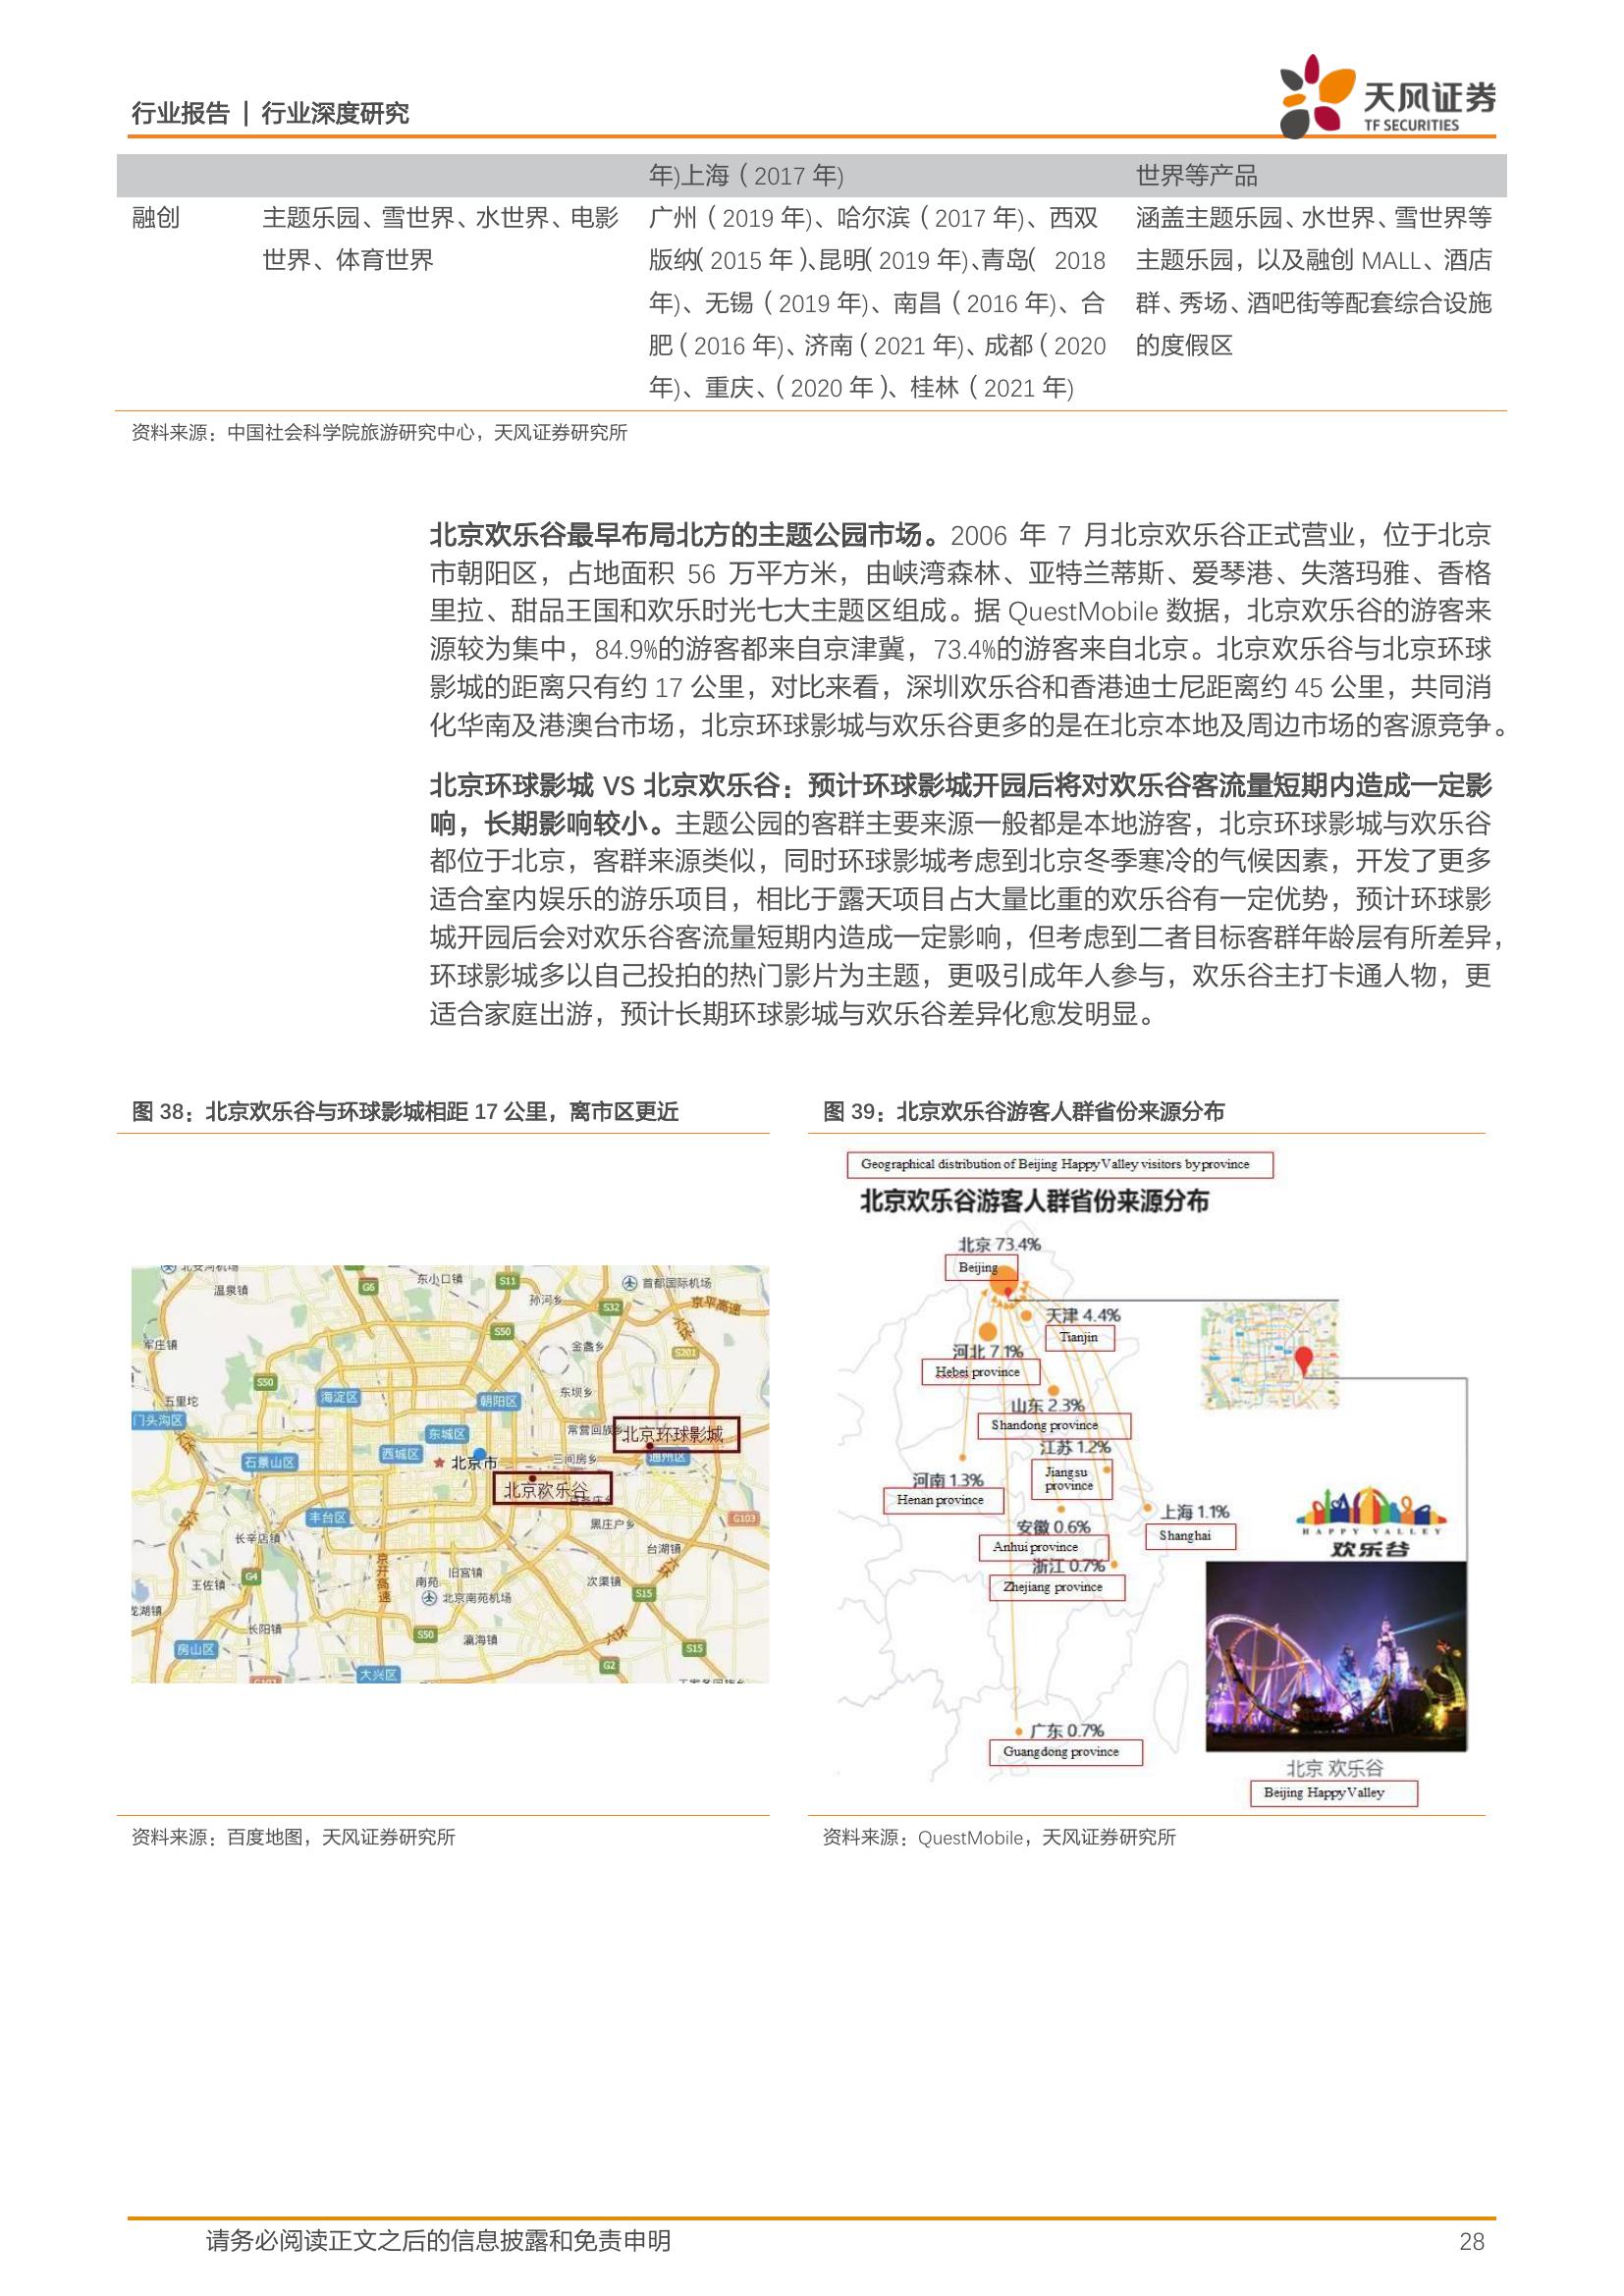 行业报告 | 行业深度研究
天风证券
TF SECURITIES
年)上海（2017 年)
世界等产品
融创
主题乐园、雪世界、水世界、电影
世界、体育世界
广州（2019 年)、哈尔滨（2017 年)、西双
版纳(2015 年)、昆明(2019 年)、青岛( 2018
年)、无锡（2019 年)、南昌（2016 年)、合
肥（2016 年)、济南（2021 年)、成都（2020
年)、重庆、（2020 年)、桂林（2021 年)
涵盖主题乐园、水世界、雪世界等
主题乐园，以及融创 MALL、酒店
群、秀场、酒吧街等配套综合设施
的度假区
资料来源：中国社会科学院旅游研究中心，天风证券研究所
北京欢乐谷最早布局北方的主题公园市场。2006 年 7 月北京欢乐谷正式营业，位于北京
市朝阳区，占地面积 56 万平方米，由峡湾森林、亚特兰蒂斯、爱琴港、失落玛雅、香格
里拉、甜品王国和欢乐时光七大主题区组成。据 QuestMobile 数据，北京欢乐谷的游客来
源较为集中，84.9%的游客都来自京津冀，73.4%的游客来自北京。北京欢乐谷与北京环球
影城的距离只有约 17 公里，对比来看，深圳欢乐谷和香港迪士尼距离约 45 公里，共同消
化华南及港澳台市场，北京环球影城与欢乐谷更多的是在北京本地及周边市场的客源竞争。
北京环球影城 VS 北京欢乐谷：预计环球影城开园后将对欢乐谷客流量短期内造成一定影
响，长期影响较小。主题公园的客群主要来源一般都是本地游客，北京环球影城与欢乐谷
都位于北京，客群来源类似，同时环球影城考虑到北京冬季寒冷的气候因素，开发了更多
适合室内娱乐的游乐项目，相比于露天项目占大量比重的欢乐谷有一定优势，预计环球影
城开园后会对欢乐谷客流量短期内造成一定影响，但考虑到二者目标客群年龄层有所差异，
环球影城多以自己投拍的热门影片为主题，更吸引成年人参与，欢乐谷主打卡通人物，更
适合家庭出游，预计长期环球影城与欢乐谷差异化愈发明显。
图 38：北京欢乐谷与环球影城相距 17 公里，离市区更近
温泉镇
G6
东小口镇
S11
首都国际机场
孙河乡
S32
京平高速
六环
军庄镇
S50
金盏乡
S201
S50
五里坨
海淀区
朝阳区
东坝乡
门头沟区
六环
东城区
常营回族乡
北京环球影城
石景山区
西城区
北京市
三间房乡
通州区
北京欢乐谷
丰台区
黑庄户乡
G103
六环
长辛店镇
台湖镇
六环
G4
王佐镇
京开高速
旧宫镇
南苑
次渠镇
北京南苑机场
S15
长阳镇
房山区
S50
瀛海镇
六环
S15
G2
大兴区
资料来源：百度地图，天风证券研究所
图 39：北京欢乐谷游客人群省份来源分布
Geographical distribution of Beijing Happy Valley visitors by province
北京欢乐谷游客人群省份来源分布
北京 73.4%
Beijing
天津 4.4%
Tianjin
河北 7.1%
Hebei province
山东 2.3%
Shandong province
江苏 1.2%
Jiangsu
province
河南 1.3%
Henan province
上海 1.1%
Shanghai
安徽 0.6%
Anhui province
浙江 0.7%
Zhejiang province
广东 0.7%
Guangdong province
HAPPY VALLEY
欢乐谷
北京 欢乐谷
Beijing Happy Valley
资料来源：QuestMobile，天风证券研究所
请务必阅读正文之后的信息披露和免责申明
28